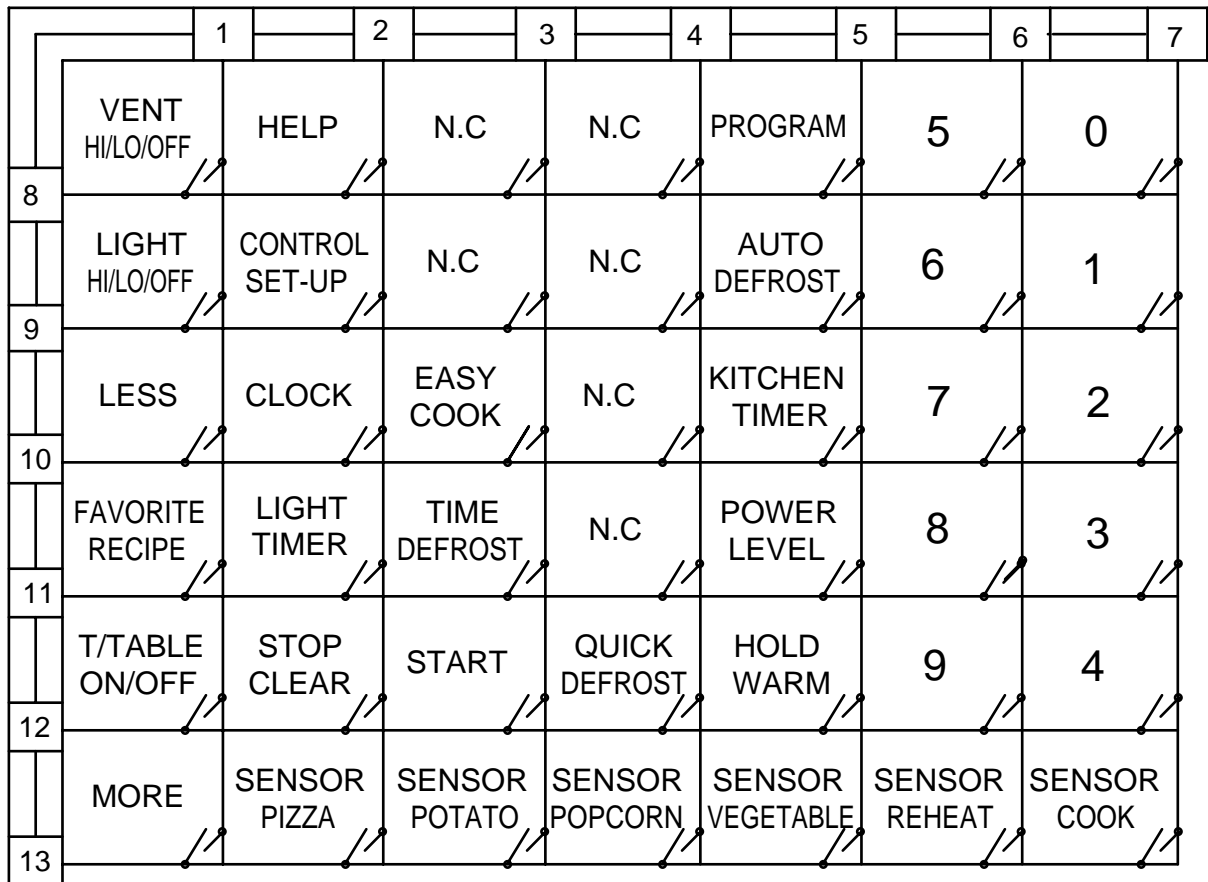 1 2 3 4 5 6 7
VENT
HI/LO/OFF
HELP
N.C
N.C
PROGRAM
5
0
8
LIGHT
HI/LO/OFF
CONTROL
SET-UP
N.C
N.C
AUTO
DEFROST
6
1
9
LESS
CLOCK
EASY
COOK
N.C
KITCHEN
TIMER
7
2
10
FAVORITE
RECIPE
LIGHT
TIMER
TIME
DEFROST
N.C
POWER
LEVEL
8
3
11
T/TABLE
ON/OFF
STOP
CLEAR
START
QUICK
DEFROST
HOLD
WARM
9
4
12
MORE
SENSOR
PIZZA
SENSOR
POTATO
SENSOR
POPCORN
SENSOR
VEGETABLE
SENSOR
REHEAT
SENSOR
COOK
13